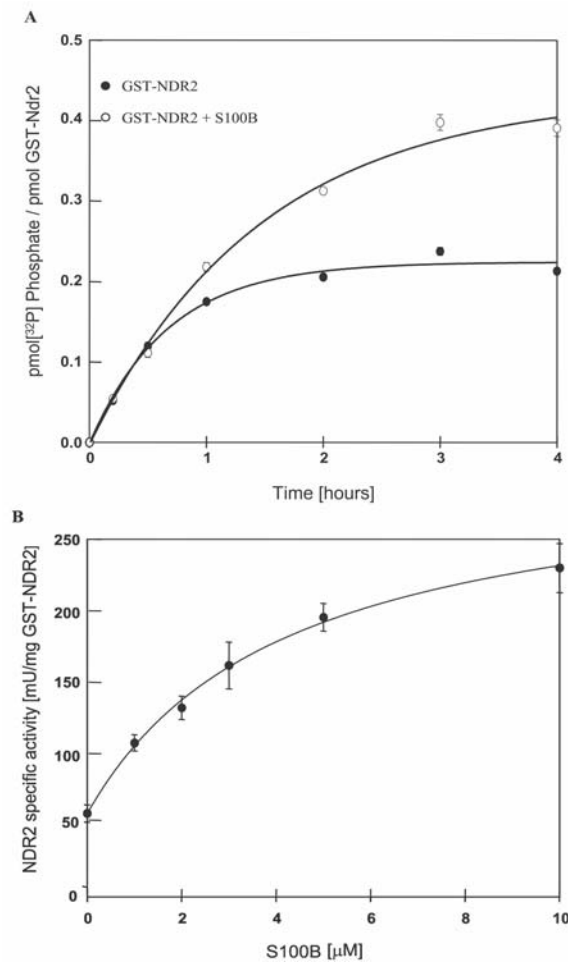 A
0.5
0.4
0.3
0.2
0.1
0.0
pmol[³²P] Phosphate / pmol GST-Ndr2
GST-NDR2
GST-NDR2 + S100B
0 1 2 3 4
Time [hours]
B
250
200
150
100
50
0
NDR2 specific activity [mU/mg GST-NDR2]
0 2 4 6 8 10
S100B [μM]